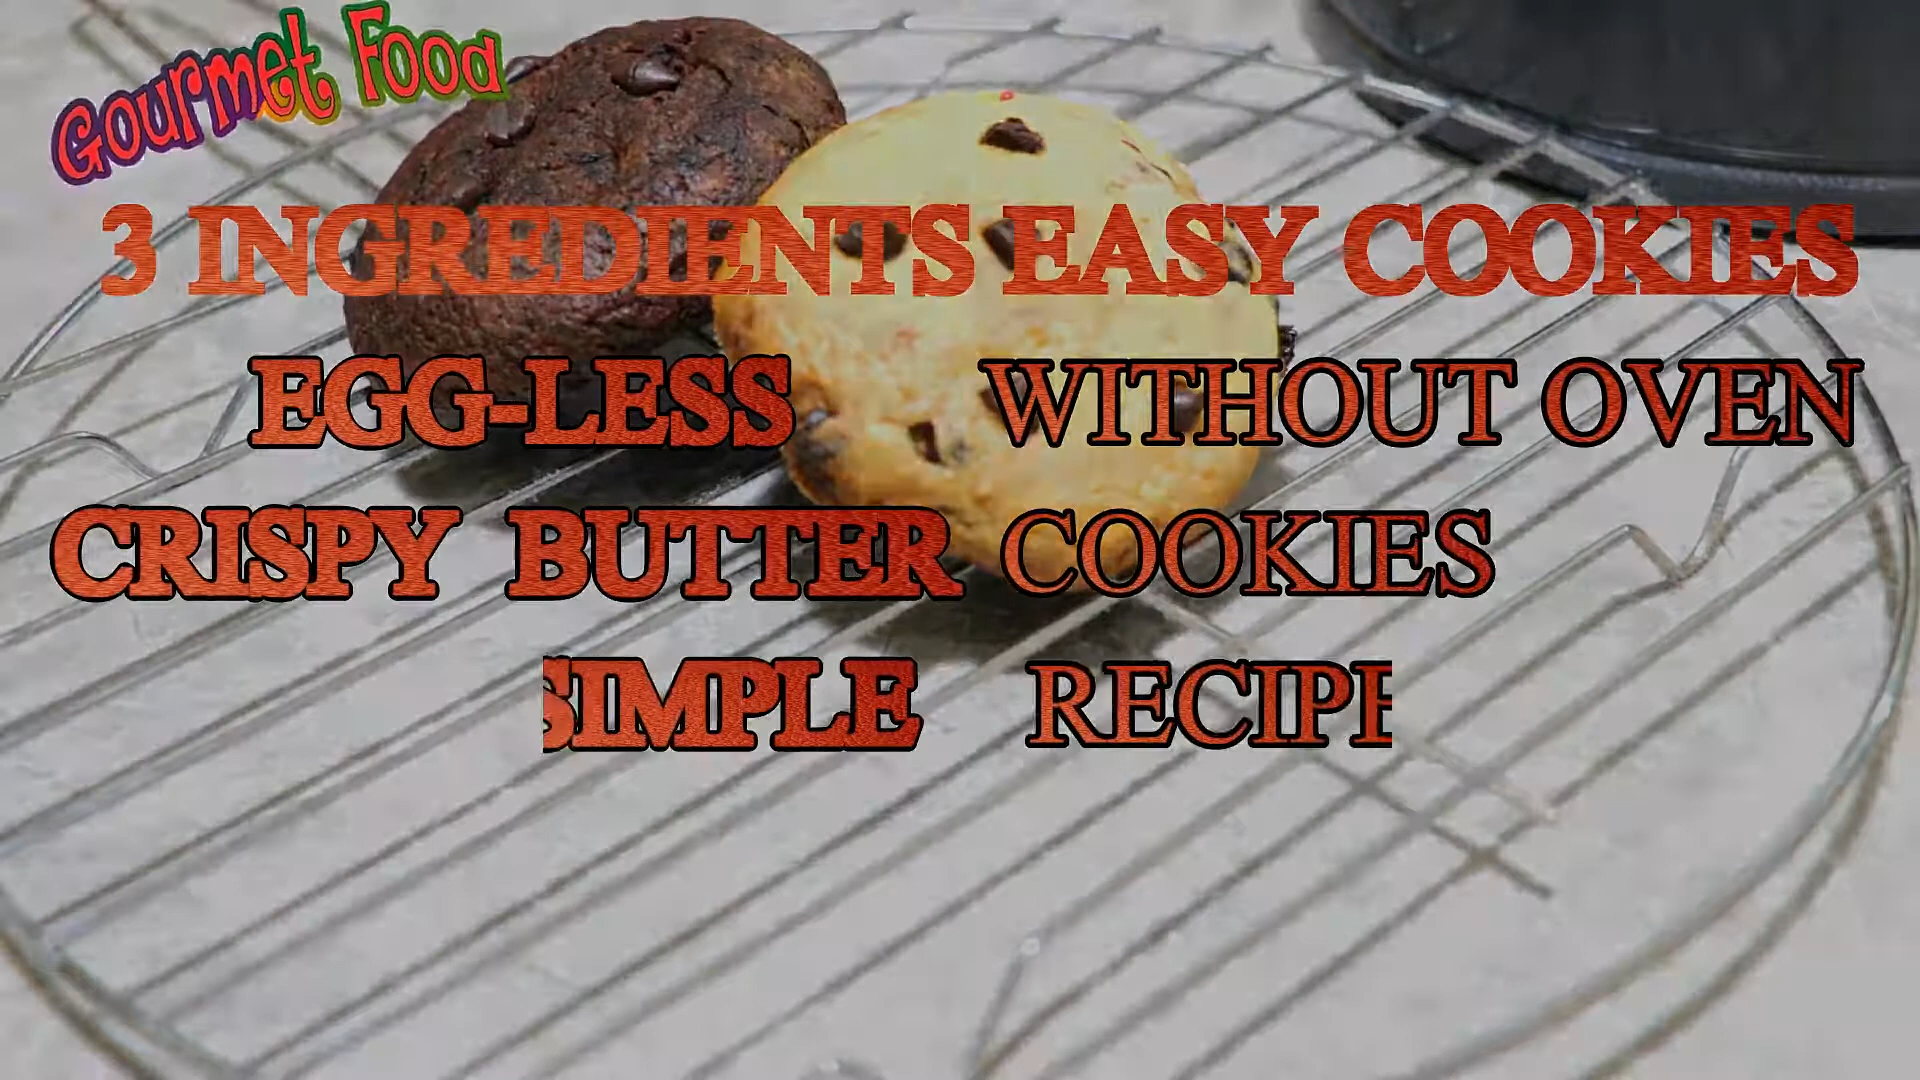 Gourmet Food
3 INGREDIENTS EASY COOKIES
EGG-LESS WITHOUT OVEN
CRISPY BUTTER COOKIES
SIMPLE RECIPE